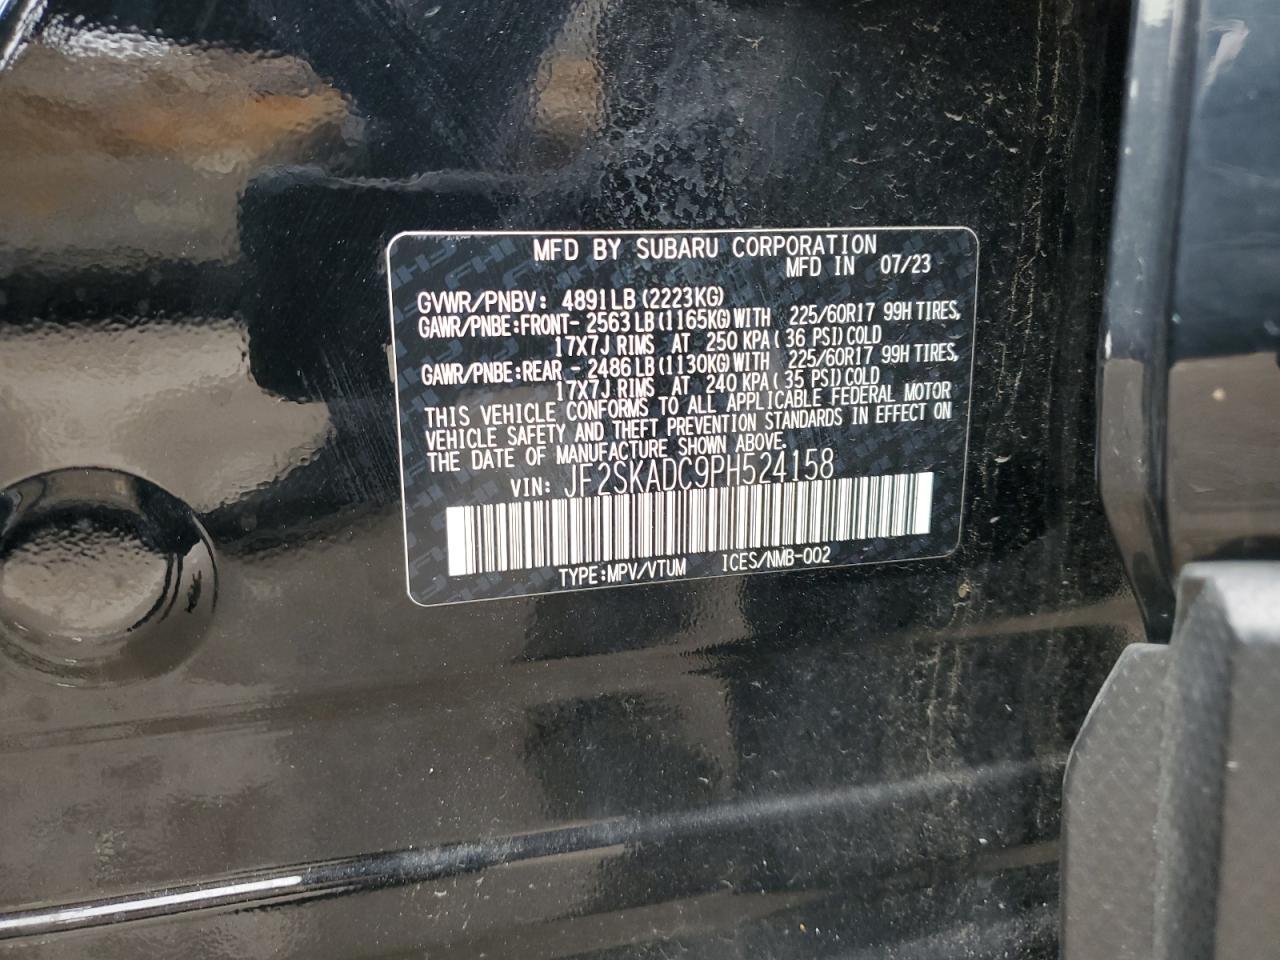 MFD BY SUBARU CORPORATION
MFD IN 07/23
GVWR/PNBV: 4891LB(2223KG)
GAWR/PNBE:FRONT- 2563LB(1165KG)WITH 225/60R17 99H TIRES,
17X7J RIMS AT 250 KPA( 36 PSI)COLD
GAWR/PNBE:REAR - 2486LB(1130KG)WITH 225/60R17 99H TIRES,
17X7J RIMS AT 240 KPA( 35 PSI)COLD
THIS VEHICLE CONFORMS TO ALL APPLICABLE FEDERAL MOTOR
VEHICLE SAFETY AND THEFT PREVENTION STANDARDS IN EFFECT ON
THE DATE OF MANUFACTURE SHOWN ABOVE.
VIN: JF2SKADC9PH524158
TYPE:MPV/VTUM ICES/NMB-002